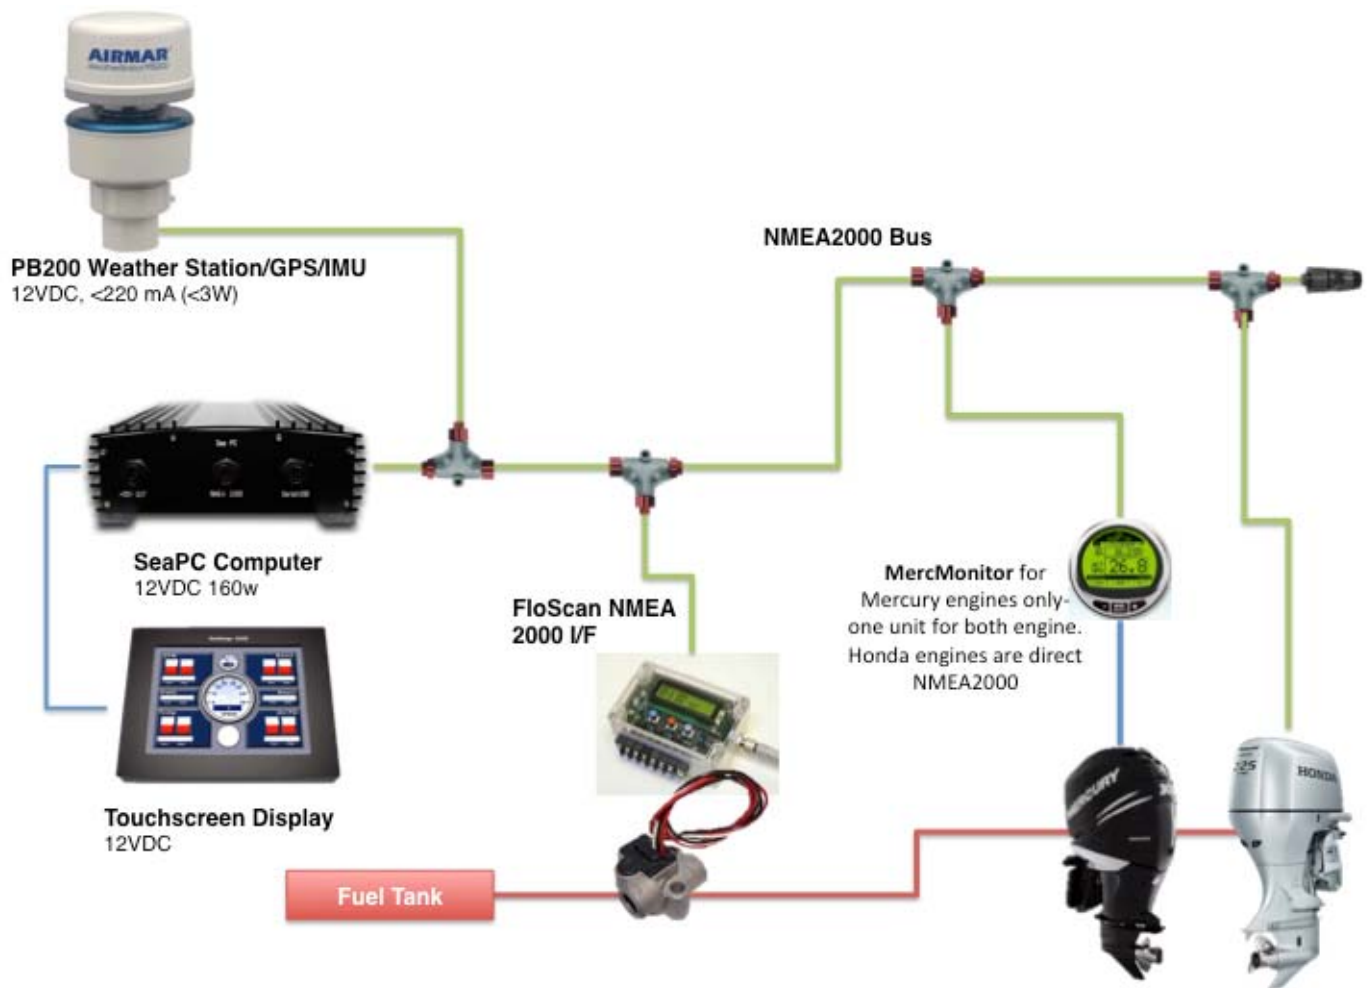 AIRMAR
PB200 Weather Station/GPS/IMU
12VDC, <220 mA (<3W)
NMEA2000 Bus
Sea PC
SeaPC Computer
12VDC 160w
FloScan NMEA
2000 I/F
MercMonitor for
Mercury engines only-
one unit for both engine.
Honda engines are direct
NMEA2000
26.8
Touchscreen Display
12VDC
Fuel Tank
MERCURY
225
HONDA